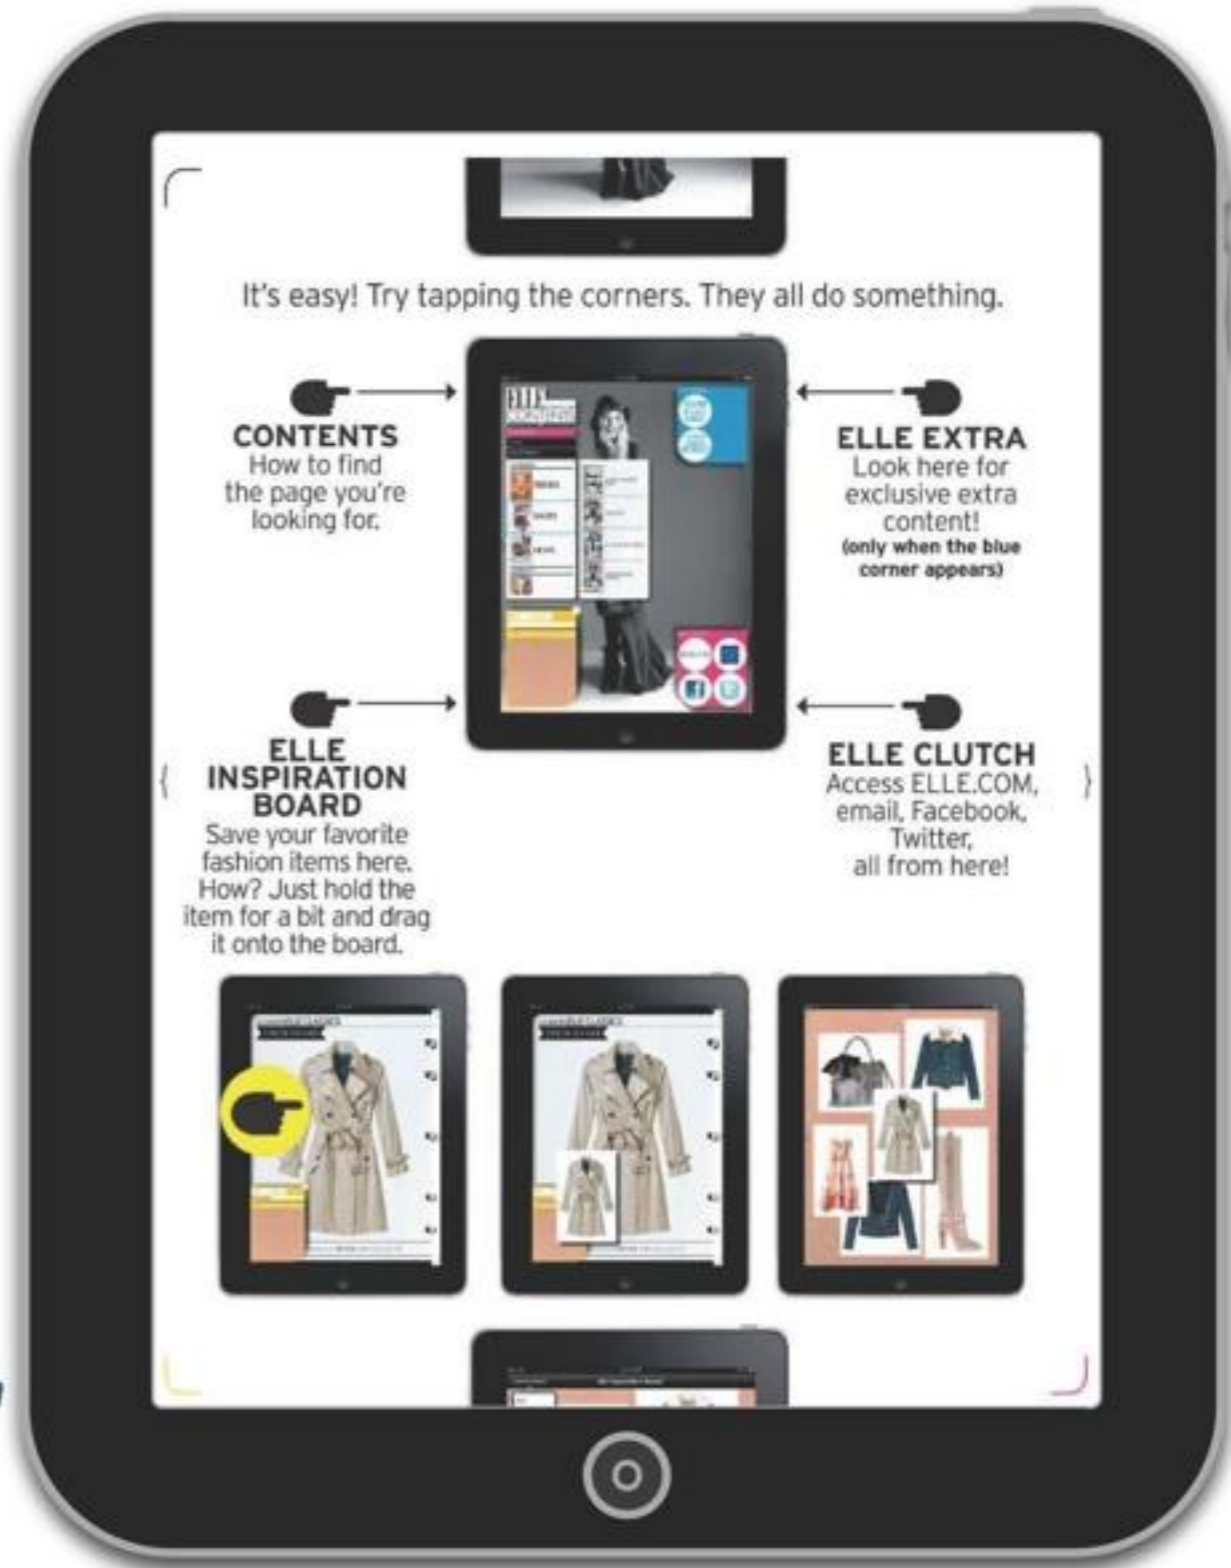 It's easy! Try tapping the corners. They all do something.
CONTENTS
How to find
the page you're
looking for.
ELLE
ELLE EXTRA
Look here for
exclusive extra
content!
(only when the blue
corner appears)
ELLE
INSPIRATION
BOARD
Save your favorite
fashion items here.
How? Just hold the
item for a bit and drag
it onto the board.
ELLE CLUTCH
Access ELLE.COM,
email, Facebook,
Twitter,
all from here!